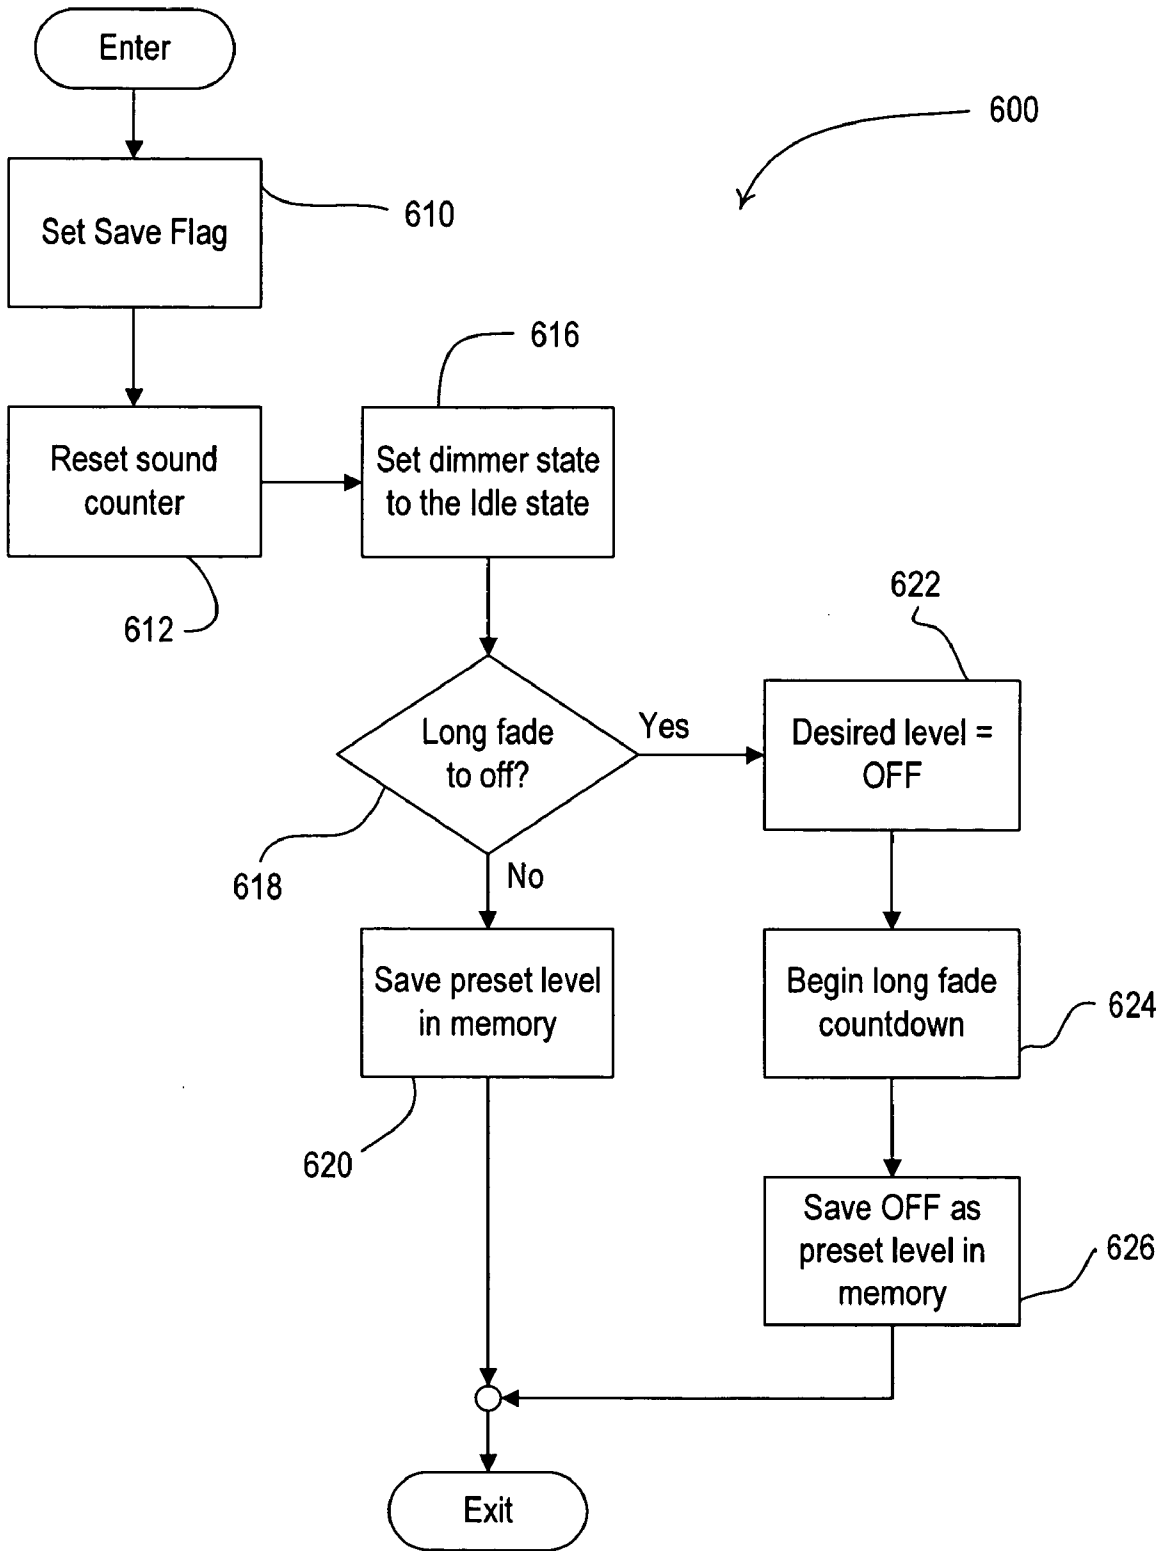 Enter
600
Set Save Flag
610
616
Reset sound
counter
612
Set dimmer state
to the Idle state
622
Long fade
to off?
Yes
Desired level =
OFF
618
No
Save preset level
in memory
Begin long fade
countdown
624
620
Save OFF as
preset level in
memory
626
Exit